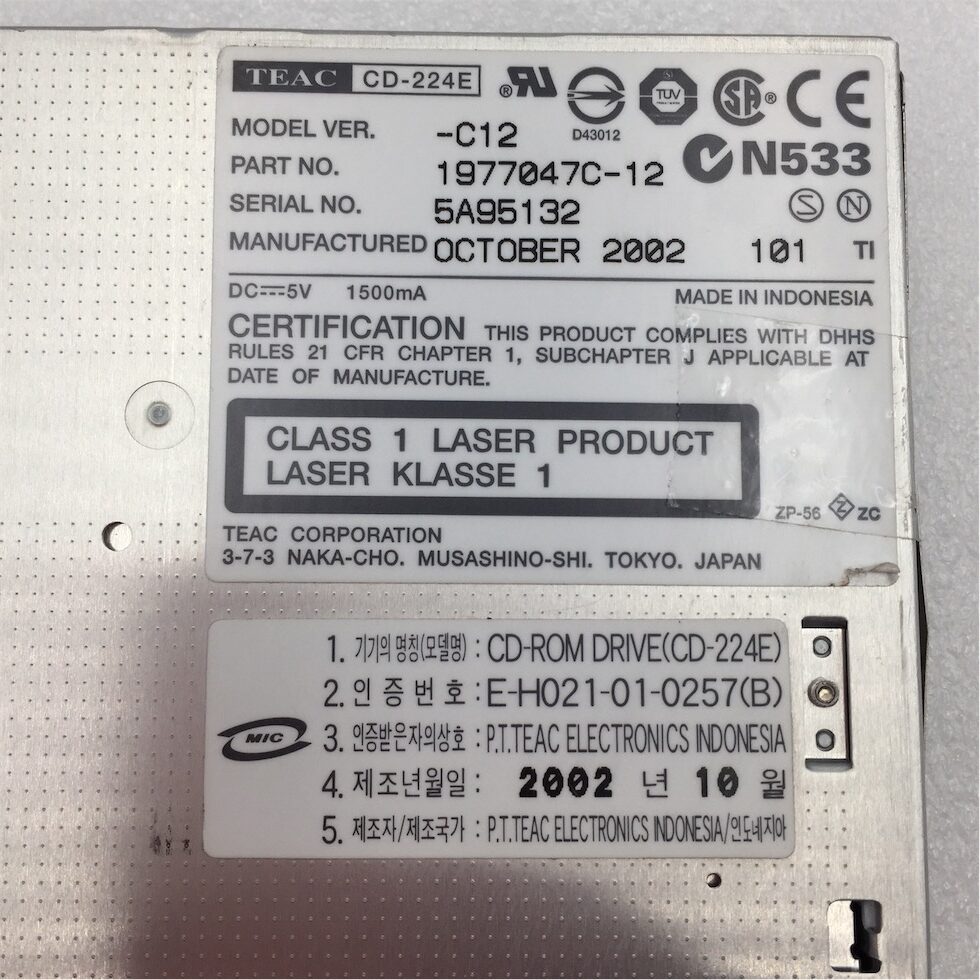 TEAC CD-224E
® RU D43012 TUV SA® CE
MODEL VER. -C12
N533
PART NO. 1977047C-12
SERIAL NO. 5A95132
S N
MANUFACTURED OCTOBER 2002 101 TI
DC 5V 1500mA MADE IN INDONESIA
CERTIFICATION THIS PRODUCT COMPLIES WITH DHHS
RULES 21 CFR CHAPTER 1, SUBCHAPTER J APPLICABLE AT
DATE OF MANUFACTURE.
CLASS 1 LASER PRODUCT
LASER KLASSE 1
ZP-56 Z ZC
TEAC CORPORATION
3-7-3 NAKA-CHO. MUSASHINO-SHI. TOKYO. JAPAN
1. 기기의 명칭(모델명) : CD-ROM DRIVE(CD-224E)
2. 인 증 번 호 : E-H021-01-0257(B)
MIC
3. 인증받은자의상호 : P.T.TEAC ELECTRONICS INDONESIA
4. 제조년월일 : 2002 년 10 월
5. 제조자/제조국가 : P.T.TEAC ELECTRONICS INDONESIA/인도네지아